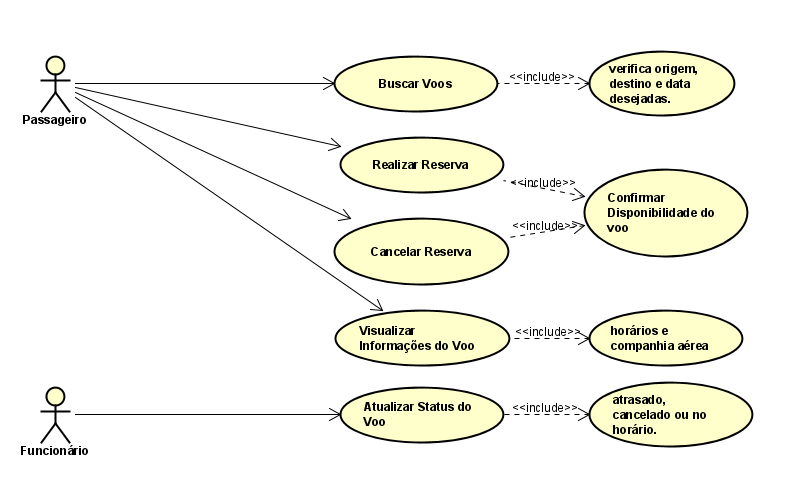 Passageiro
Buscar Voos
<<include>>
verifica origem,
destino e data
desejadas.
Realizar Reserva
<<include>>
Confirmar
Disponibilidade do
voo
Cancelar Reserva
<<include>>
Visualizar
Informações do Voo
<<include>>
horários e
companhia aérea
Funcionário
Atualizar Status do
Voo
<<include>>
atrasado,
cancelado ou no
horário.